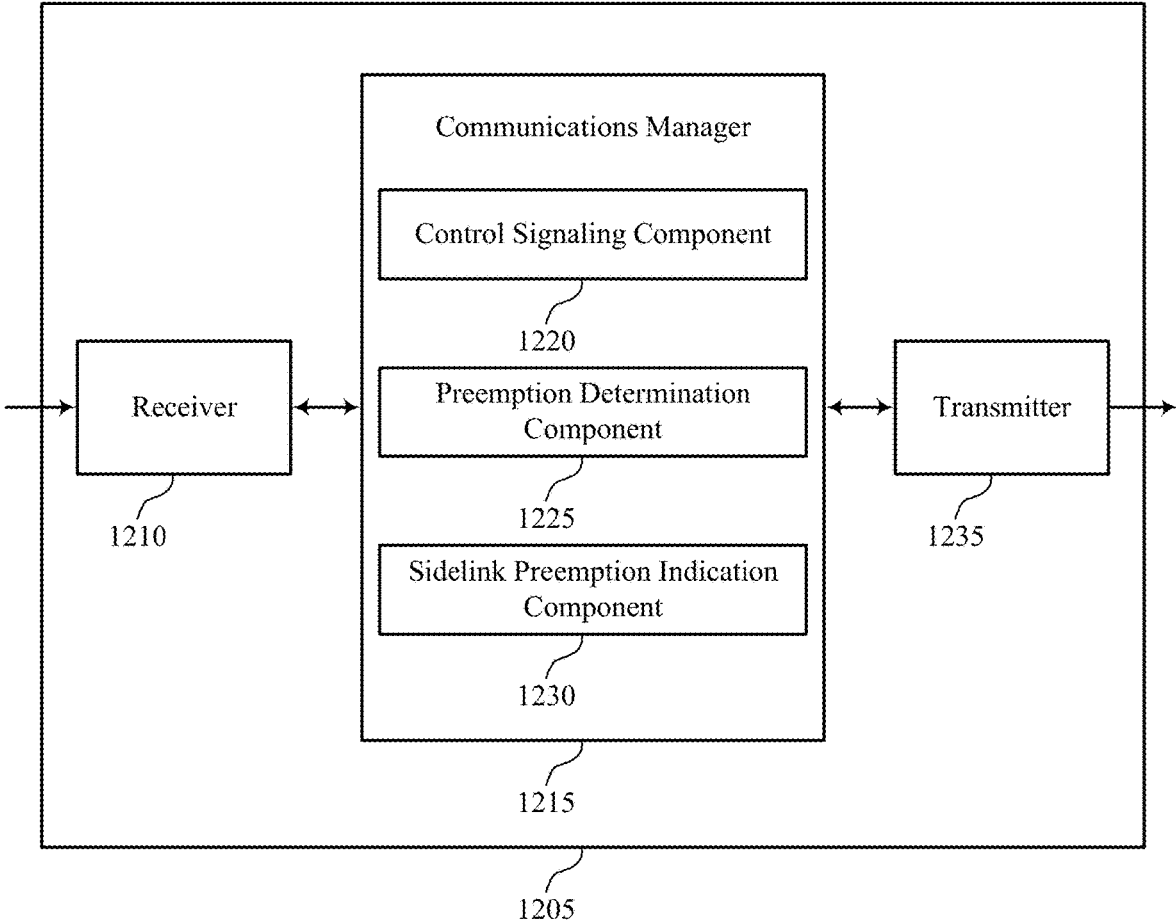 Communications Manager
Control Signaling Component
1220
Receiver
1210
Preemption Determination
Component
1225
Transmitter
1235
Sidelink Preemption Indication
Component
1230
1215
1205